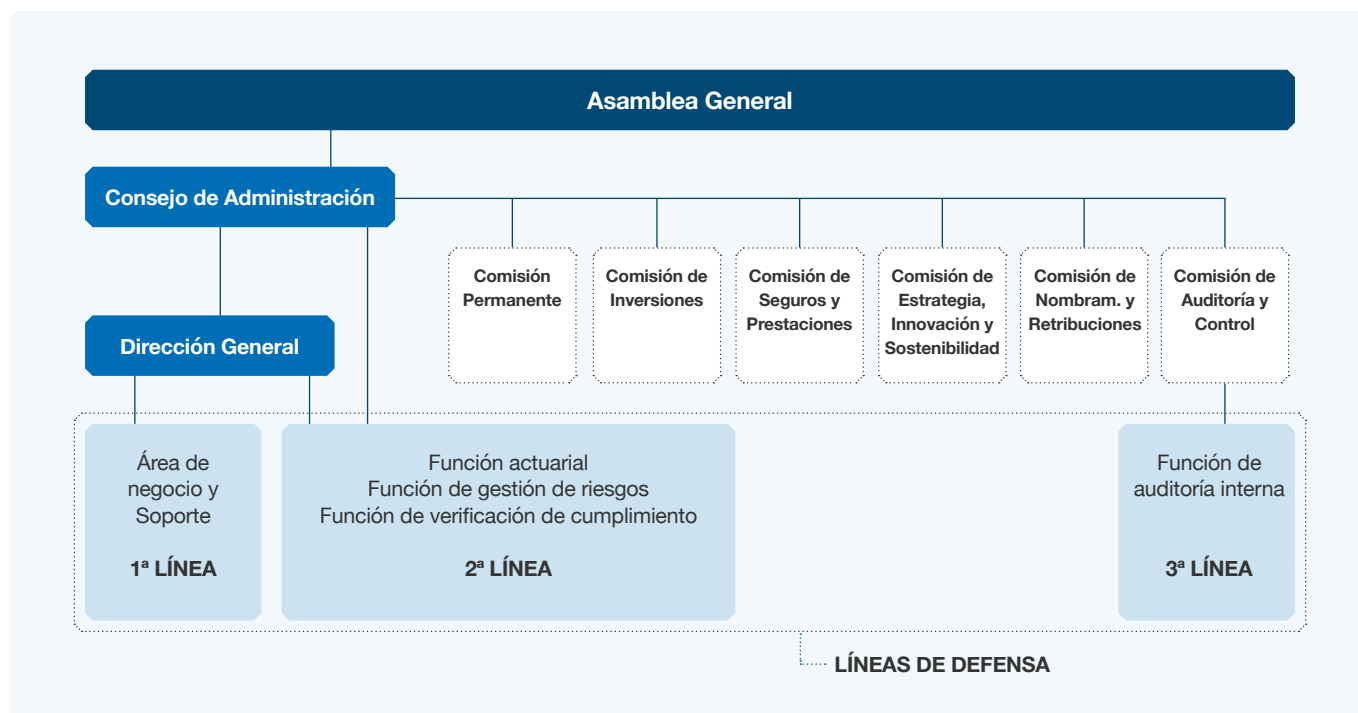 Asamblea General
Consejo de Administración
Comisión
Permanente
Comisión de
Inversiones
Comisión de
Seguros y
Prestaciones
Comisión de
Estrategia,
Innovación y
Sostenibilidad
Comisión de
Nombram. y
Retribuciones
Comisión de
Auditoría y
Control
Dirección General
Área de
negocio y
Soporte
1ª LÍNEA
Función actuarial
Función de gestión de riesgos
Función de verificación de cumplimiento
2ª LÍNEA
Función de
auditoría interna
3ª LÍNEA
LÍNEAS DE DEFENSA